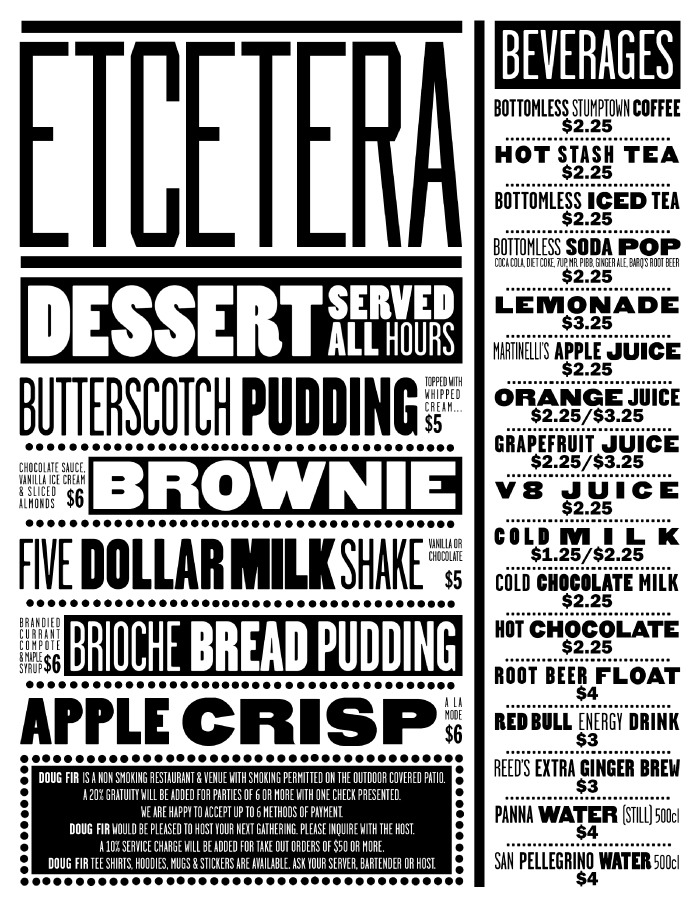 ETCETERA
DESSERT SERVED ALL HOURS
BUTTERSCOTCH PUDDING
TOPPED WITH
WHIPPED
CREAM...
$5
CHOCOLATE SAUCE,
VANILLA ICE CREAM
& SLICED
ALMONDS $6
BROWNIE
FIVE DOLLAR MILK SHAKE
VANILLA OR
CHOCOLATE
$5
BRANDIED
CURRANT
COMPOTE
& MAPLE
SYRUP $6
BRIOCHE BREAD PUDDING
APPLE CRISP
A LA
MODE
$6
DOUG FIR IS A NON SMOKING RESTAURANT & VENUE WITH SMOKING PERMITTED ON THE OUTDOOR COVERED PATIO.
A 20% GRATUITY WILL BE ADDED FOR PARTIES OF 6 OR MORE WITH ONE CHECK PRESENTED.
WE ARE HAPPY TO ACCEPT UP TO 6 METHODS OF PAYMENT.
DOUG FIR WOULD BE PLEASED TO HOST YOUR NEXT GATHERING. PLEASE INQUIRE WITH THE HOST.
A 10% SERVICE CHARGE WILL BE ADDED FOR TAKE OUT ORDERS OF $50 OR MORE.
DOUG FIR TEE SHIRTS, HOODIES, MUGS & STICKERS ARE AVAILABLE. ASK YOUR SERVER, BARTENDER OR HOST.
BEVERAGES
BOTTOMLESS STUMPTOWN COFFEE
$2.25
HOT STASH TEA
$2.25
BOTTOMLESS ICED TEA
$2.25
BOTTOMLESS SODA POP
COCA COLA, DIET COKE, 7UP, MR. PIBB, GINGER ALE, BARQ'S ROOT BEER
$2.25
LEMONADE
$3.25
MARTINELLI'S APPLE JUICE
$2.25
ORANGE JUICE
$2.25/$3.25
GRAPEFRUIT JUICE
$2.25/$3.25
V8 JUICE
$2.25
COLD MILK
$1.25/$2.25
COLD CHOCOLATE MILK
$2.25
HOT CHOCOLATE
$2.25
ROOT BEER FLOAT
$4
RED BULL ENERGY DRINK
$3
REED'S EXTRA GINGER BREW
$3
PANNA WATER (STILL) 500cl
$4
SAN PELLEGRINO WATER 500cl
$4